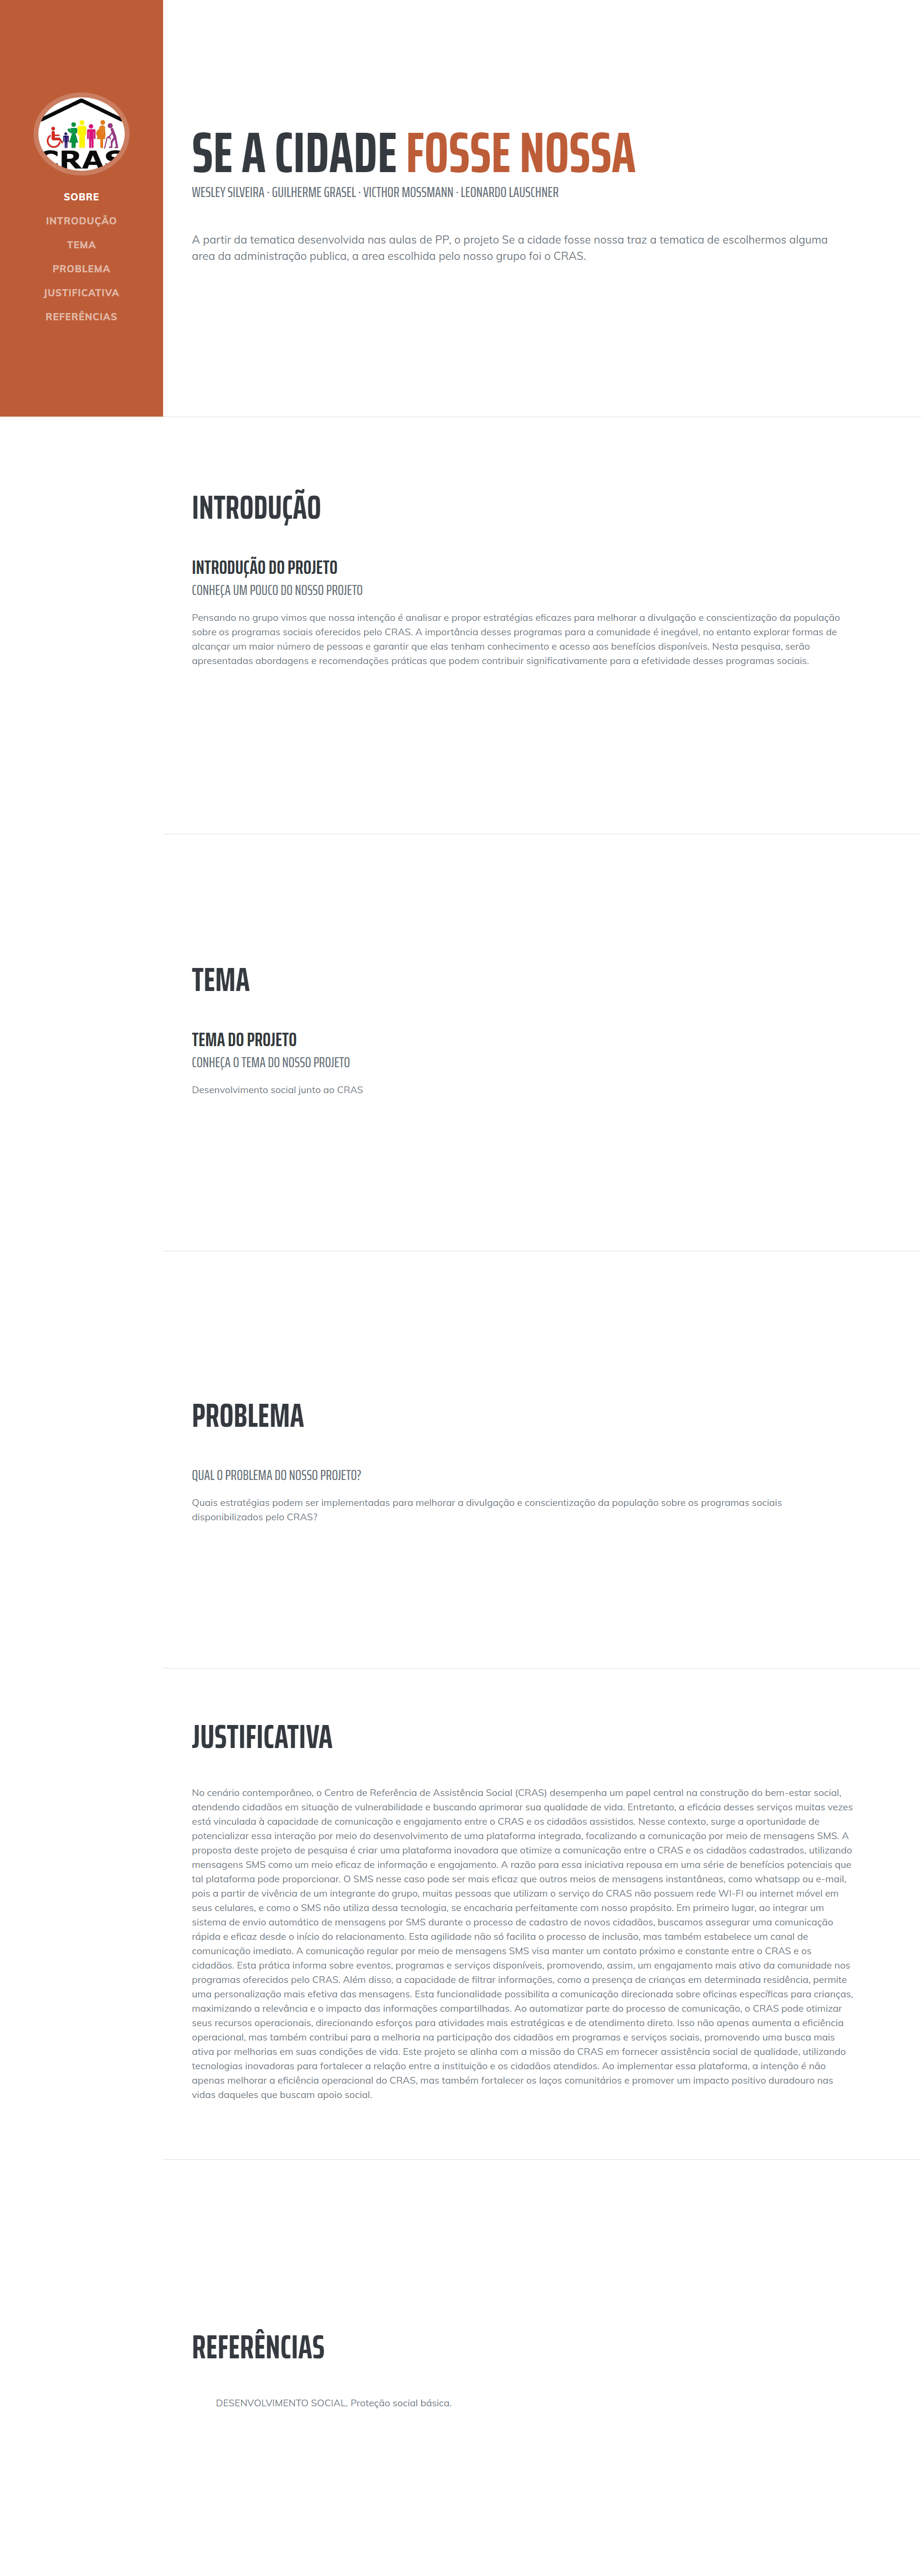 CRAS
SOBRE
INTRODUÇÃO
TEMA
PROBLEMA
JUSTIFICATIVA
REFERÊNCIAS
SE A CIDADE FOSSE NOSSA
WESLEY SILVEIRA · GUILHERME GRASEL · VICTHOR MOSSMANN · LEONARDO LAUSCHNER
A partir da tematica desenvolvida nas aulas de PP, o projeto Se a cidade fosse nossa traz a tematica de escolhermos alguma
area da administração publica, a area escolhida pelo nosso grupo foi o CRAS.
INTRODUÇÃO
INTRODUÇÃO DO PROJETO
CONHEÇA UM POUCO DO NOSSO PROJETO
Pensando no grupo vimos que nossa intenção é analisar e propor estratégias eficazes para melhorar a divulgação e conscientização da população
sobre os programas sociais oferecidos pelo CRAS. A importância desses programas para a comunidade é inegável, no entanto explorar formas de
alcançar um maior número de pessoas e garantir que elas tenham conhecimento e acesso aos benefícios disponíveis. Nesta pesquisa, serão
apresentadas abordagens e recomendações práticas que podem contribuir significativamente para a efetividade desses programas sociais.
TEMA
TEMA DO PROJETO
CONHEÇA O TEMA DO NOSSO PROJETO
Desenvolvimento social junto ao CRAS
PROBLEMA
QUAL O PROBLEMA DO NOSSO PROJETO?
Quais estratégias podem ser implementadas para melhorar a divulgação e conscientização da população sobre os programas sociais
disponibilizados pelo CRAS?
JUSTIFICATIVA
No cenário contemporâneo, o Centro de Referência de Assistência Social (CRAS) desempenha um papel central na construção do bem-estar social,
atendendo cidadãos em situação de vulnerabilidade e buscando aprimorar sua qualidade de vida. Entretanto, a eficácia desses serviços muitas vezes
está vinculada à capacidade de comunicação e engajamento entre o CRAS e os cidadãos assistidos. Nesse contexto, surge a oportunidade de
potencializar essa interação por meio do desenvolvimento de uma plataforma integrada, focalizando a comunicação por meio de mensagens SMS. A
proposta deste projeto de pesquisa é criar uma plataforma inovadora que otimize a comunicação entre o CRAS e os cidadãos cadastrados, utilizando
mensagens SMS como um meio eficaz de informação e engajamento. A razão para essa iniciativa repousa em uma série de benefícios potenciais que
tal plataforma pode proporcionar. O SMS nesse caso pode ser mais eficaz que outros meios de mensagens instantâneas, como whatsapp ou e-mail,
pois a partir de vivência de um integrante do grupo, muitas pessoas que utilizam o serviço do CRAS não possuem rede WI-FI ou internet móvel em
seus celulares, e como o SMS não utiliza dessa tecnologia, se encacharia perfeitamente com nosso propósito. Em primeiro lugar, ao integrar um
sistema de envio automático de mensagens por SMS durante o processo de cadastro de novos cidadãos, buscamos assegurar uma comunicação
rápida e eficaz desde o início do relacionamento. Esta agilidade não só facilita o processo de inclusão, mas também estabelece um canal de
comunicação imediato. A comunicação regular por meio de mensagens SMS visa manter um contato próximo e constante entre o CRAS e os
cidadãos. Esta prática informa sobre eventos, programas e serviços disponíveis, promovendo, assim, um engajamento mais ativo da comunidade nos
programas oferecidos pelo CRAS. Além disso, a capacidade de filtrar informações, como a presença de crianças em determinada residência, permite
uma personalização mais efetiva das mensagens. Esta funcionalidade possibilita a comunicação direcionada sobre oficinas específicas para crianças,
maximizando a relevância e o impacto das informações compartilhadas. Ao automatizar parte do processo de comunicação, o CRAS pode otimizar
seus recursos operacionais, direcionando esforços para atividades mais estratégicas e de atendimento direto. Isso não apenas aumenta a eficiência
operacional, mas também contribui para a melhoria na participação dos cidadãos em programas e serviços sociais, promovendo uma busca mais
ativa por melhorias em suas condições de vida. Este projeto se alinha com a missão do CRAS em fornecer assistência social de qualidade, utilizando
tecnologias inovadoras para fortalecer a relação entre a instituição e os cidadãos atendidos. Ao implementar essa plataforma, a intenção é não
apenas melhorar a eficiência operacional do CRAS, mas também fortalecer os laços comunitários e promover um impacto positivo duradouro nas
vidas daqueles que buscam apoio social.
REFERÊNCIAS
DESENVOLVIMENTO SOCIAL. Proteção social básica.